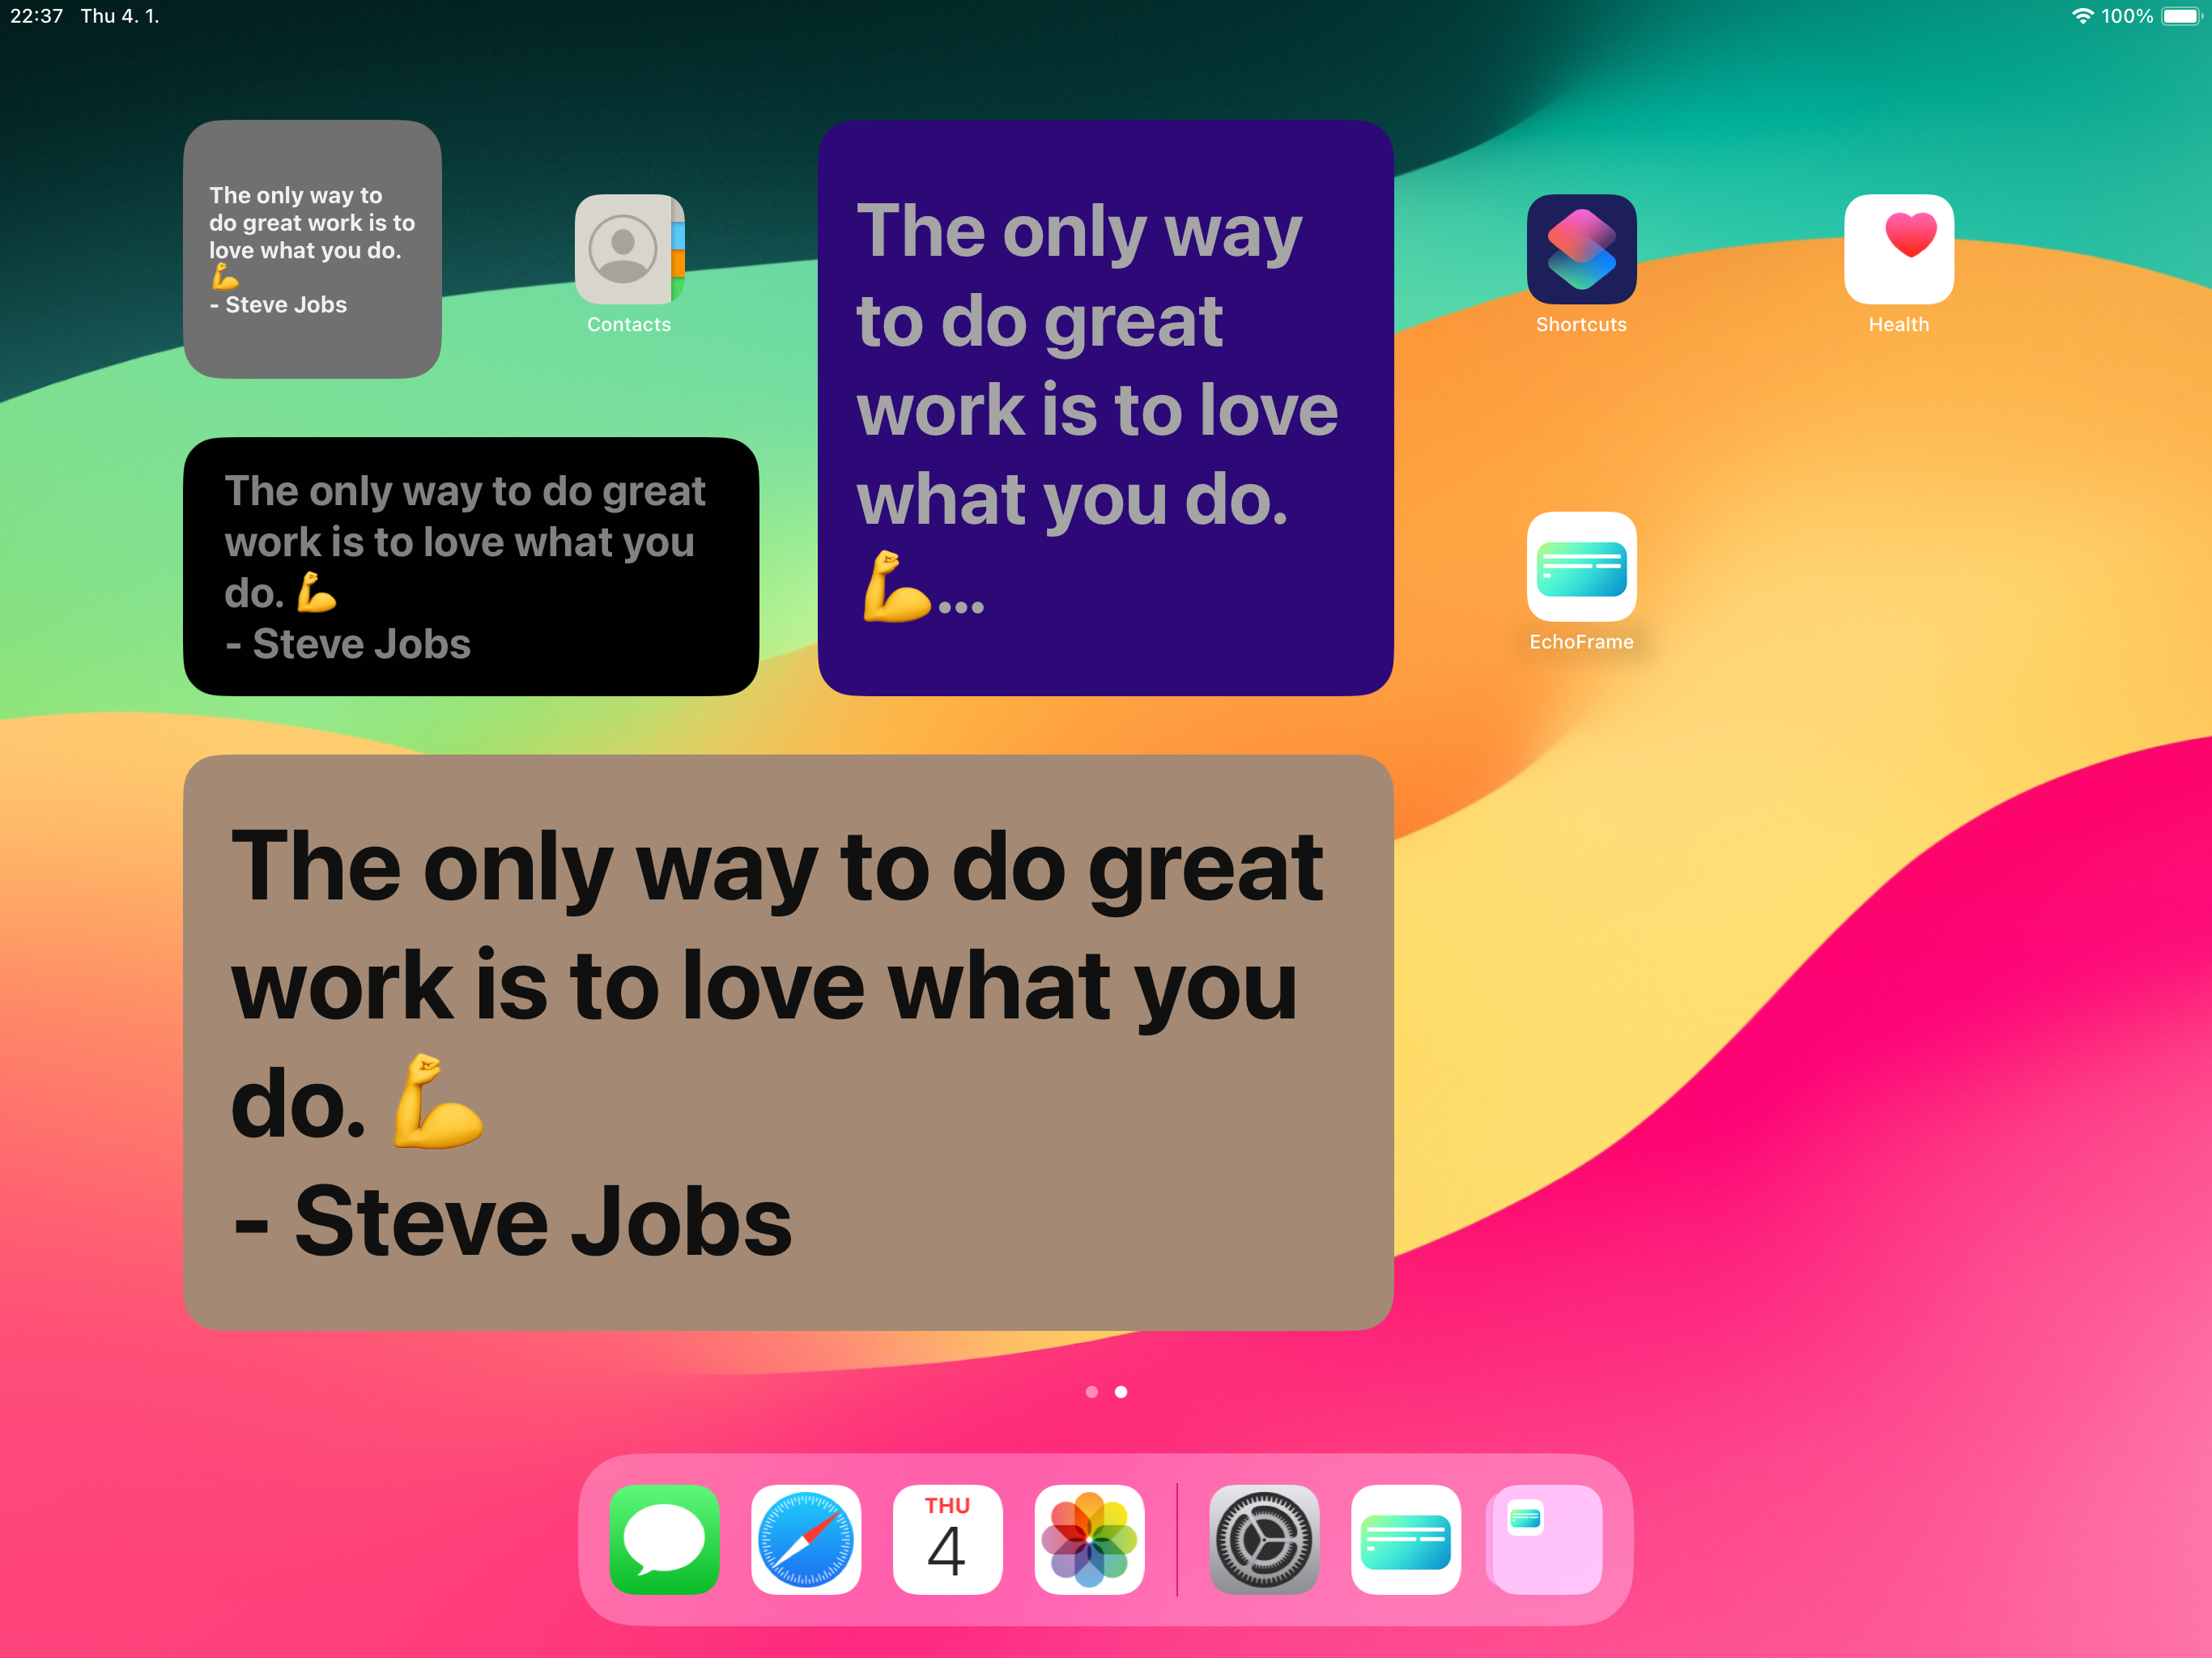 22:37 Thu 4. 1.
100%
The only way to
do great work is to
love what you do.
💪
- Steve Jobs
Contacts
The only way
to do great
work is to love
what you do.
💪...
Shortcuts
Health
The only way to do great
work is to love what you
do. 💪
- Steve Jobs
EchoFrame
The only way to do great
work is to love what you
do. 💪
- Steve Jobs
THU
4